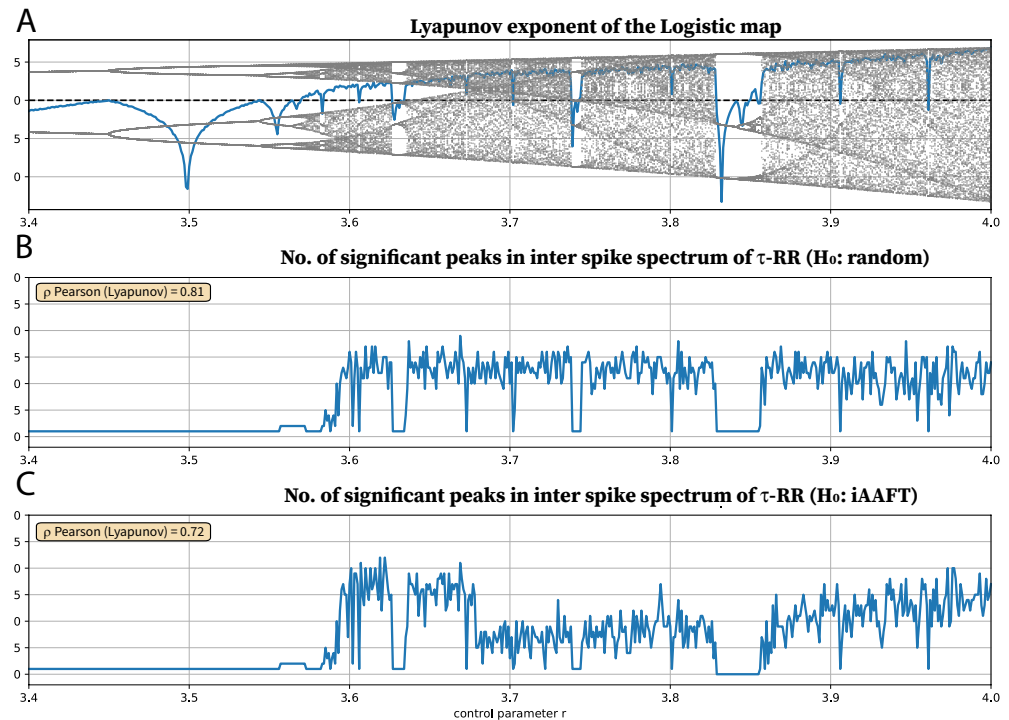 A
Lyapunov exponent of the Logistic map
5
0
5
0
3.4 3.5 3.6 3.7 3.8 3.9 4.0
B
No. of significant peaks in inter spike spectrum of τ-RR (H₀: random)
0
ρ Pearson (Lyapunov) = 0.81
5
0
5
0
5
0
3.4 3.5 3.6 3.7 3.8 3.9 4.0
C
No. of significant peaks in inter spike spectrum of τ-RR (H₀: iAAFT)
0
ρ Pearson (Lyapunov) = 0.72
5
0
5
0
5
0
3.4 3.5 3.6 3.7 3.8 3.9 4.0
control parameter r